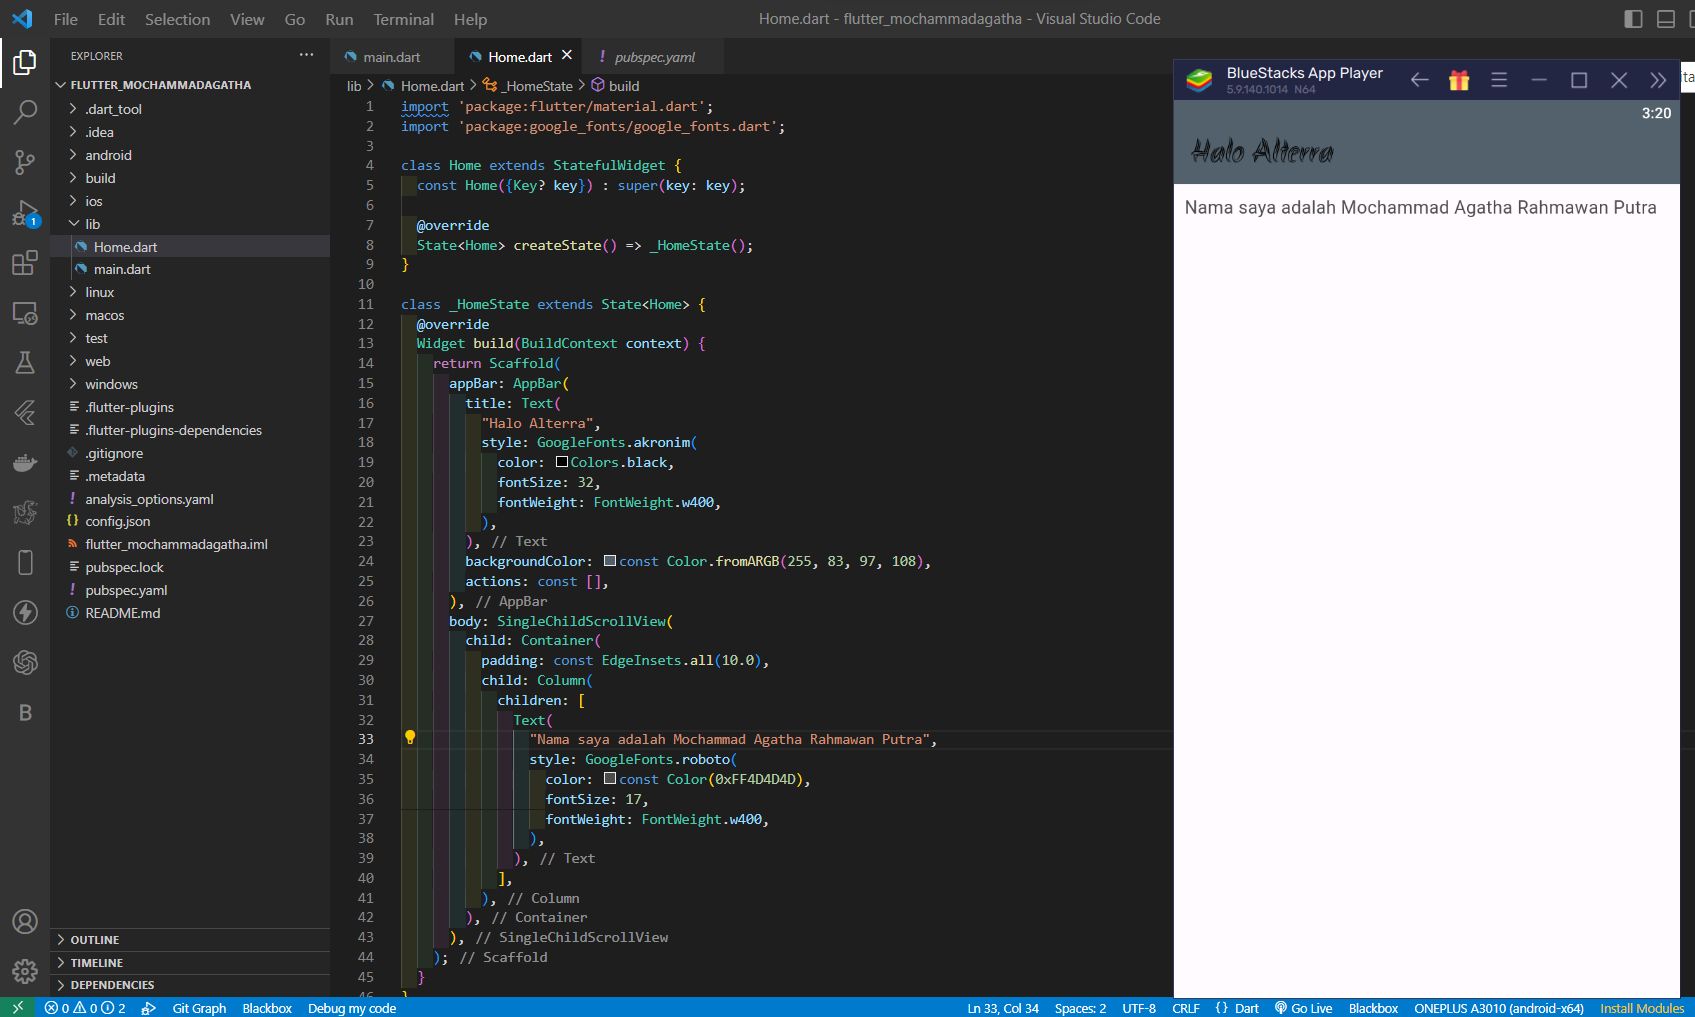 File Edit Selection View Go Run Terminal Help
Home.dart - flutter_mochammadagatha - Visual Studio Code
EXPLORER
FLUTTER_MOCHAMMADAGATHA
.dart_tool
.idea
android
build
ios
lib
Home.dart
main.dart
linux
macos
test
web
windows
.flutter-plugins
.flutter-plugins-dependencies
.gitignore
.metadata
analysis_options.yaml
config.json
flutter_mochammadagatha.iml
pubspec.lock
pubspec.yaml
README.md
OUTLINE
TIMELINE
DEPENDENCIES
1
B
main.dart Home.dart pubspec.yaml
lib > Home.dart > _HomeState > build
1 import 'package:flutter/material.dart';
2 import 'package:google_fonts/google_fonts.dart';
3
4 class Home extends StatefulWidget {
5 const Home({Key? key}) : super(key: key);
6
7 @override
8 State<Home> createState() => _HomeState();
9 }
10
11 class _HomeState extends State<Home> {
12 @override
13 Widget build(BuildContext context) {
14 return Scaffold(
15 appBar: AppBar(
16 title: Text(
17 "Halo Alterra",
18 style: GoogleFonts.akronim(
19 color: Colors.black,
20 fontSize: 32,
21 fontWeight: FontWeight.w400,
22 ),
23 ), // Text
24 backgroundColor: const Color.fromARGB(255, 83, 97, 108),
25 actions: const [],
26 ), // AppBar
27 body: SingleChildScrollView(
28 child: Container(
29 padding: const EdgeInsets.all(10.0),
30 child: Column(
31 children: [
32 Text(
33 "Nama saya adalah Mochammad Agatha Rahmawan Putra",
34 style: GoogleFonts.roboto(
35 color: const Color(0xFF4D4D4D),
36 fontSize: 17,
37 fontWeight: FontWeight.w400,
38 ),
39 ), // Text
40 ],
41 ), // Column
42 ), // Container
43 ), // SingleChildScrollView
44 ); // Scaffold
45 }
46 }
BlueStacks App Player
5.9.140.1014 N64
3:20
Halo Alterra
Nama saya adalah Mochammad Agatha Rahmawan Putra
0 0 2 Git Graph Blackbox Debug my code
Ln 33, Col 34 Spaces: 2 UTF-8 CRLF {} Dart Go Live Blackbox ONEPLUS A3010 (android-x64) Install Modules